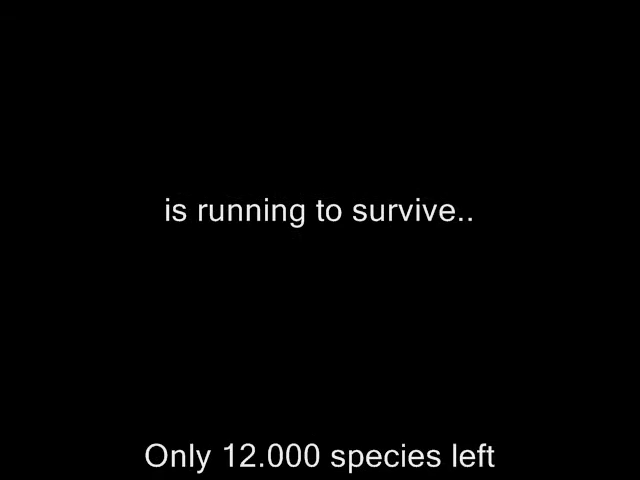 is running to survive..
Only 12.000 species left